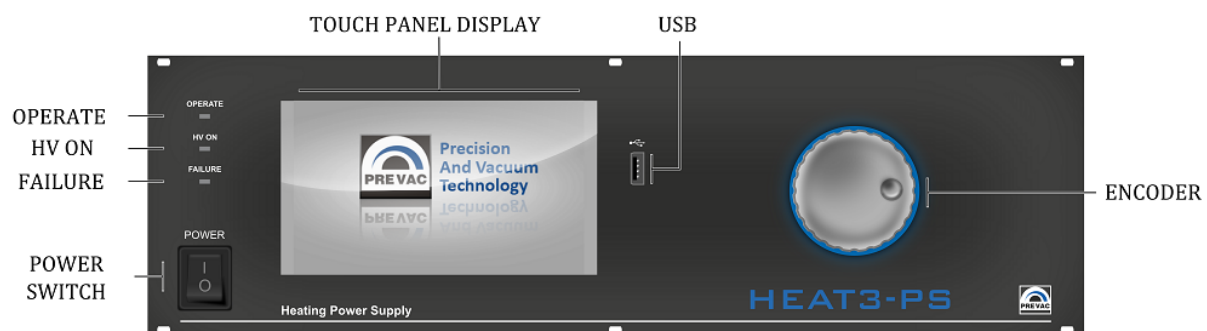 TOUCH PANEL DISPLAY
USB
OPERATE
HV ON
FAILURE
POWER
SWITCH
ENCODER
OPERATE
HV ON
FAILURE
POWER
PREVAC
Precision
And Vacuum
Technology
Heating Power Supply
HEAT3-PS
PREVAC